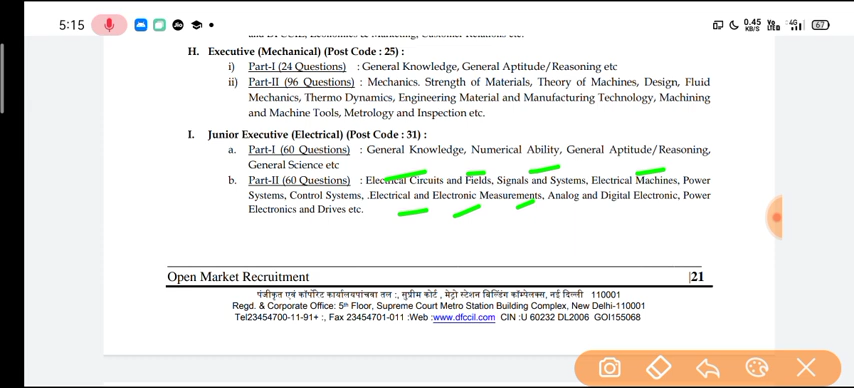 5:15 Jio 0.45 KB/S Vo LTED 4G 67
H. Executive (Mechanical) (Post Code : 25) :
i) Part-I (24 Questions) : General Knowledge, General Aptitude/Reasoning etc
ii) Part-II (96 Questions) : Mechanics. Strength of Materials, Theory of Machines, Design, Fluid
Mechanics, Thermo Dynamics, Engineering Material and Manufacturing Technology, Machining
and Machine Tools, Metrology and Inspection etc.
I. Junior Executive (Electrical) (Post Code : 31) :
a. Part-I (60 Questions) : General Knowledge, Numerical Ability, General Aptitude/Reasoning,
General Science etc
b. Part-II (60 Questions) : Electrical Circuits and Fields, Signals and Systems, Electrical Machines, Power
Systems, Control Systems, .Electrical and Electronic Measurements, Analog and Digital Electronic, Power
Electronics and Drives etc.
Open Market Recruitment |21
पंजीकृत एवं कॉर्पोरेट कार्यालयपांचवा तल :, सुप्रीम कोर्ट , मेट्रो स्टेशन बिल्डिंग कॉम्पलेक्स, नई दिल्ली 110001
Regd. & Corporate Office: 5th Floor, Supreme Court Metro Station Building Complex, New Delhi-110001
Tel23454700-11-91+ :, Fax 23454701-011 :Web :www.dfccil.com CIN :U 60232 DL2006 GOI155068